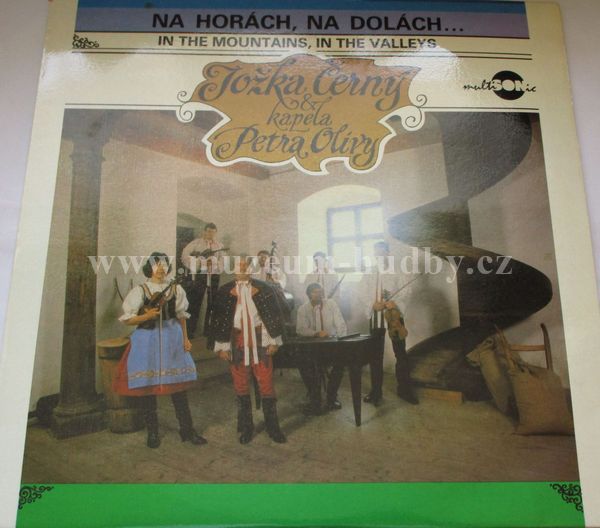 NA HORÁCH, NA DOLÁCH...
IN THE MOUNTAINS, IN THE VALLEYS
Jožka Černý
&
kapela
Petra Olivy
multiSONic
www.muzeum-hudby.cz